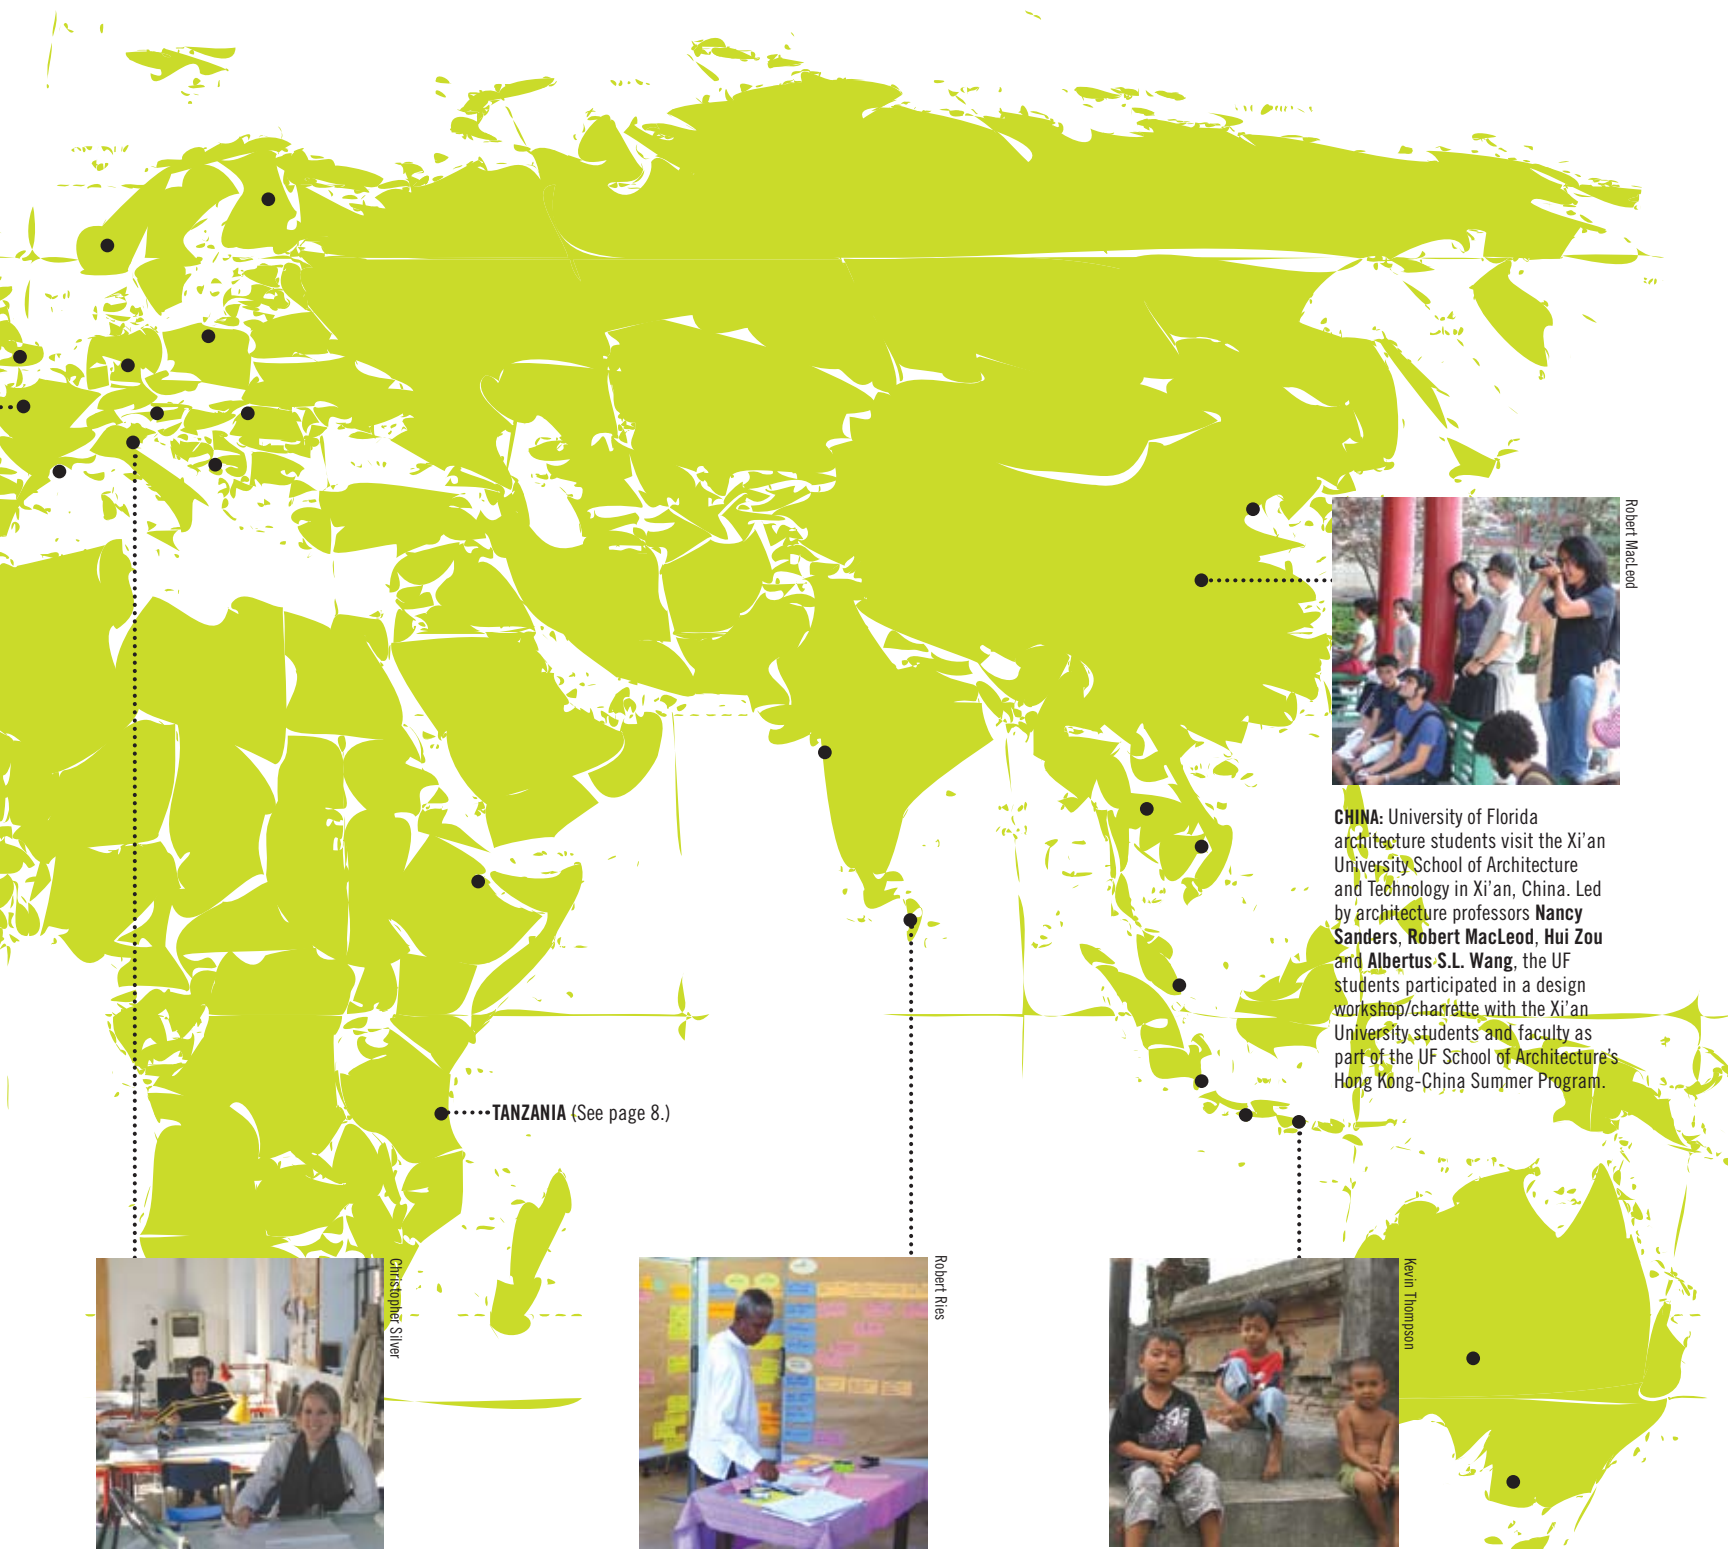 Robert MacLeod
CHINA: University of Florida
architecture students visit the Xi’an
University School of Architecture
and Technology in Xi’an, China. Led
by architecture professors Nancy
Sanders, Robert MacLeod, Hui Zou
and Albertus S.L. Wang, the UF
students participated in a design
workshop/charrette with the Xi’an
University students and faculty as
part of the UF School of Architecture’s
Hong Kong-China Summer Program.
TANZANIA (See page 8.)
Christopher Silver
Robert Ries
Kevin Thompson